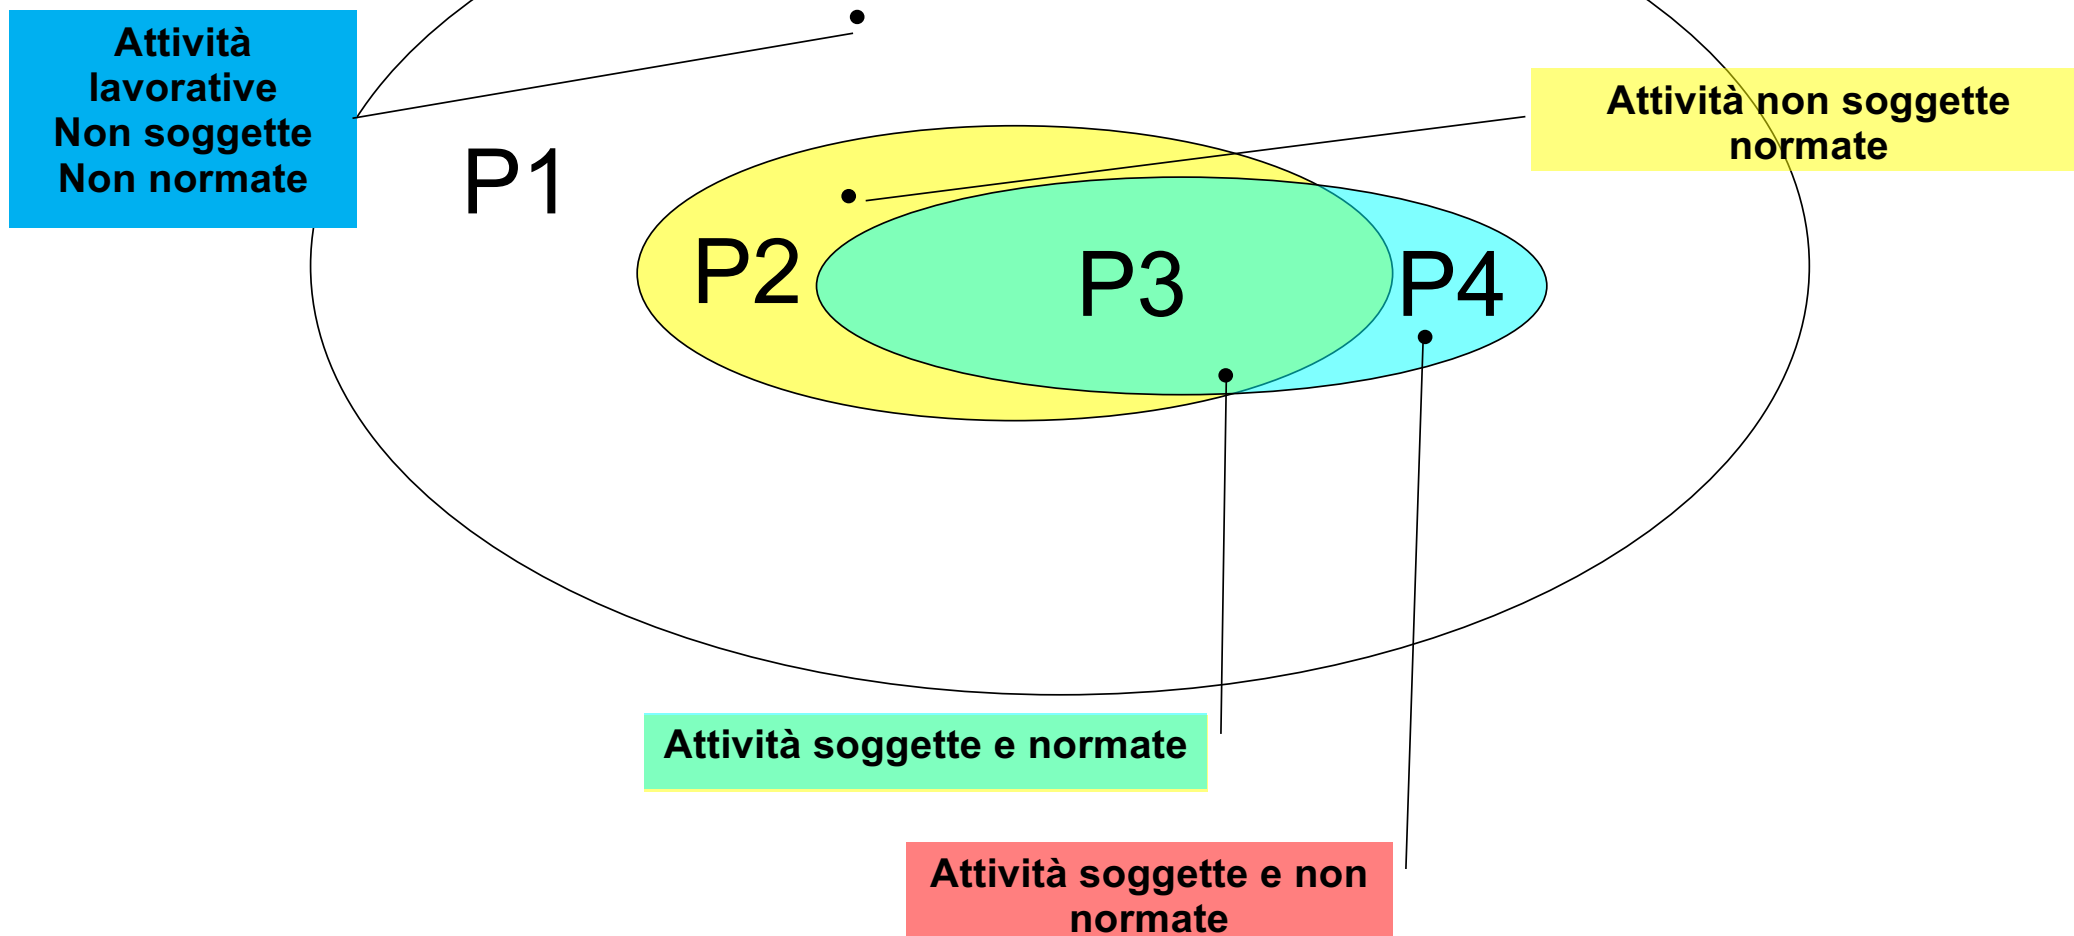 Attività
lavorative
Non soggette
Non normate
Attività non soggette
normate
P1
P2
P3
P4
Attività soggette e normate
Attività soggette e non
normate